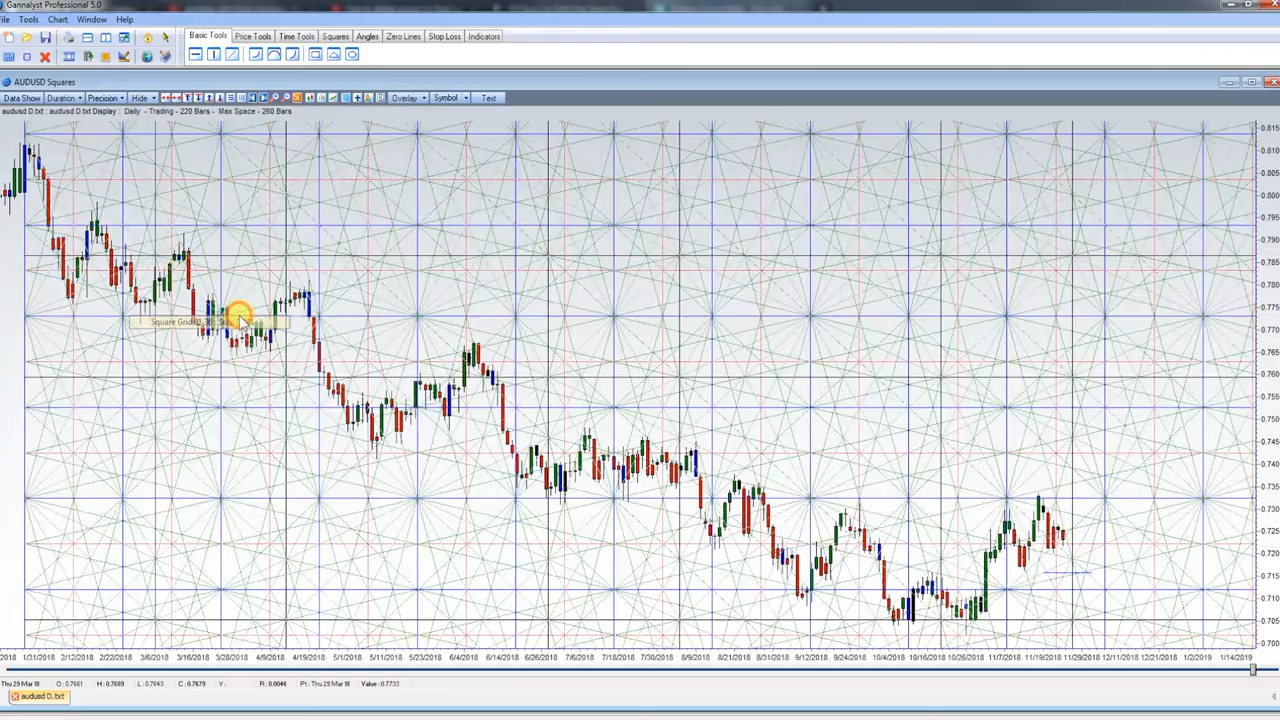 Gannalyst Professional 5.0
File Tools Chart Window Help
Basic Tools Price Tools Time Tools Squares Angles Zero Lines Stop Loss Indicators
AUDUSD Squares
Data Show Duration Precision Hide Overlay Symbol Text
audusd D.txt : audusd D.txt Display : Daily - Trading - 220 Bars - Max Space - 260 Bars
0.815
0.810
0.805
0.800
0.795
0.790
0.785
0.780
0.775
0.770
0.765
0.760
0.755
0.750
0.745
0.740
0.735
0.730
0.725
0.720
0.715
0.710
0.705
0.700
Square Grid
2018 1/31/2018 2/12/2018 2/22/2018 3/6/2018 3/16/2018 3/28/2018 4/9/2018 4/19/2018 5/1/2018 5/11/2018 5/23/2018 6/4/2018 6/14/2018 6/26/2018 7/6/2018 7/18/2018 7/30/2018 8/9/2018 8/21/2018 8/31/2018 9/12/2018 9/24/2018 10/4/2018 10/16/2018 10/26/2018 11/7/2018 11/19/2018 11/29/2018 12/11/2018 12/21/2018 1/2/2019 1/14/2019
Thu 29 Mar 18 O: 0.7661 H: 0.7689 L: 0.7643 C: 0.7679 V: R: 0.0046 Pt: Thu 29 Mar 18 Value: 0.7733
audusd D.txt